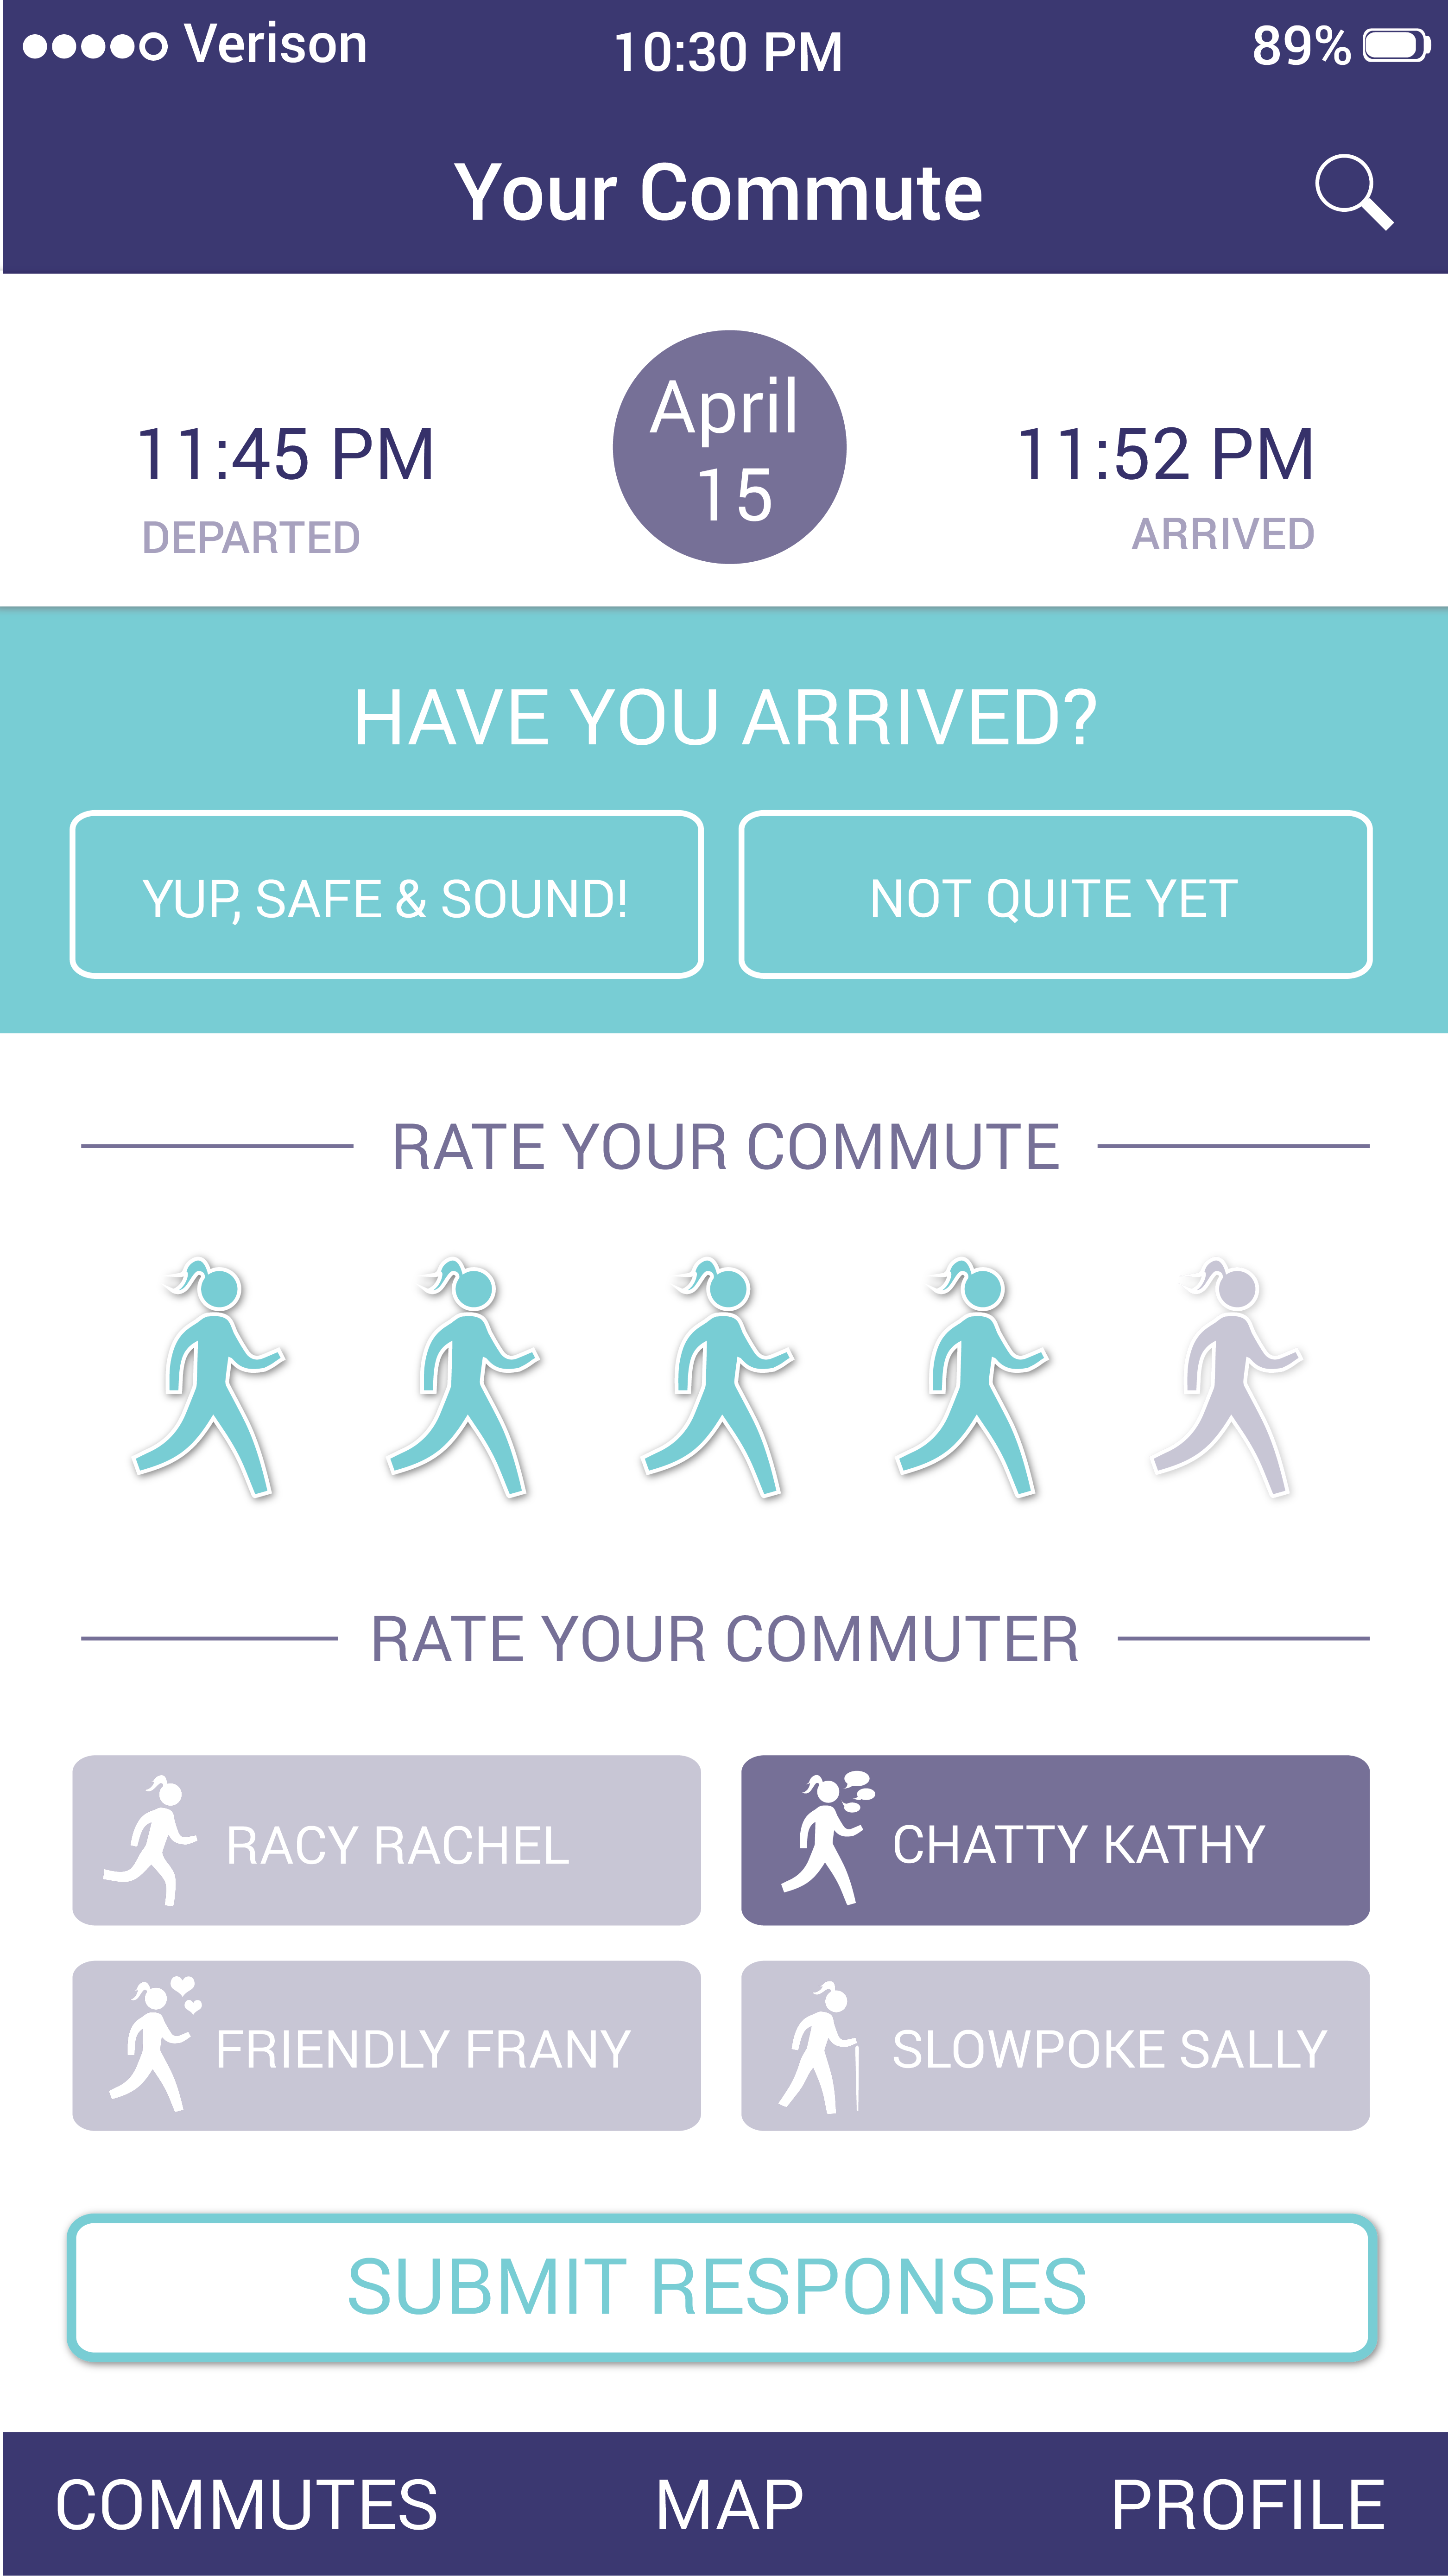 Verison 10:30 PM 89%
Your Commute
April
15
11:45 PM
DEPARTED
11:52 PM
ARRIVED
HAVE YOU ARRIVED?
YUP, SAFE & SOUND!
NOT QUITE YET
RATE YOUR COMMUTE
RATE YOUR COMMUTER
RACY RACHEL
CHATTY KATHY
FRIENDLY FRANY
SLOWPOKE SALLY
SUBMIT RESPONSES
COMMUTES MAP PROFILE